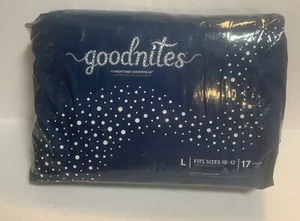 goodnites
NIGHTTIME UNDERWEAR
L FITS SIZES 10-12 17